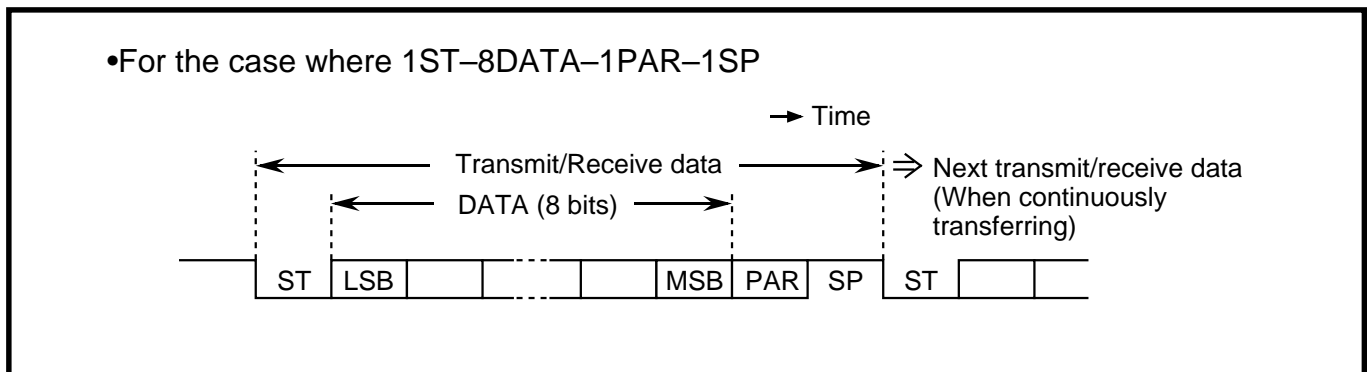 •For the case where 1ST–8DATA–1PAR–1SP
Time
Transmit/Receive data
Next transmit/receive data
(When continuously
transferring)
DATA (8 bits)
ST LSB MSB PAR SP ST